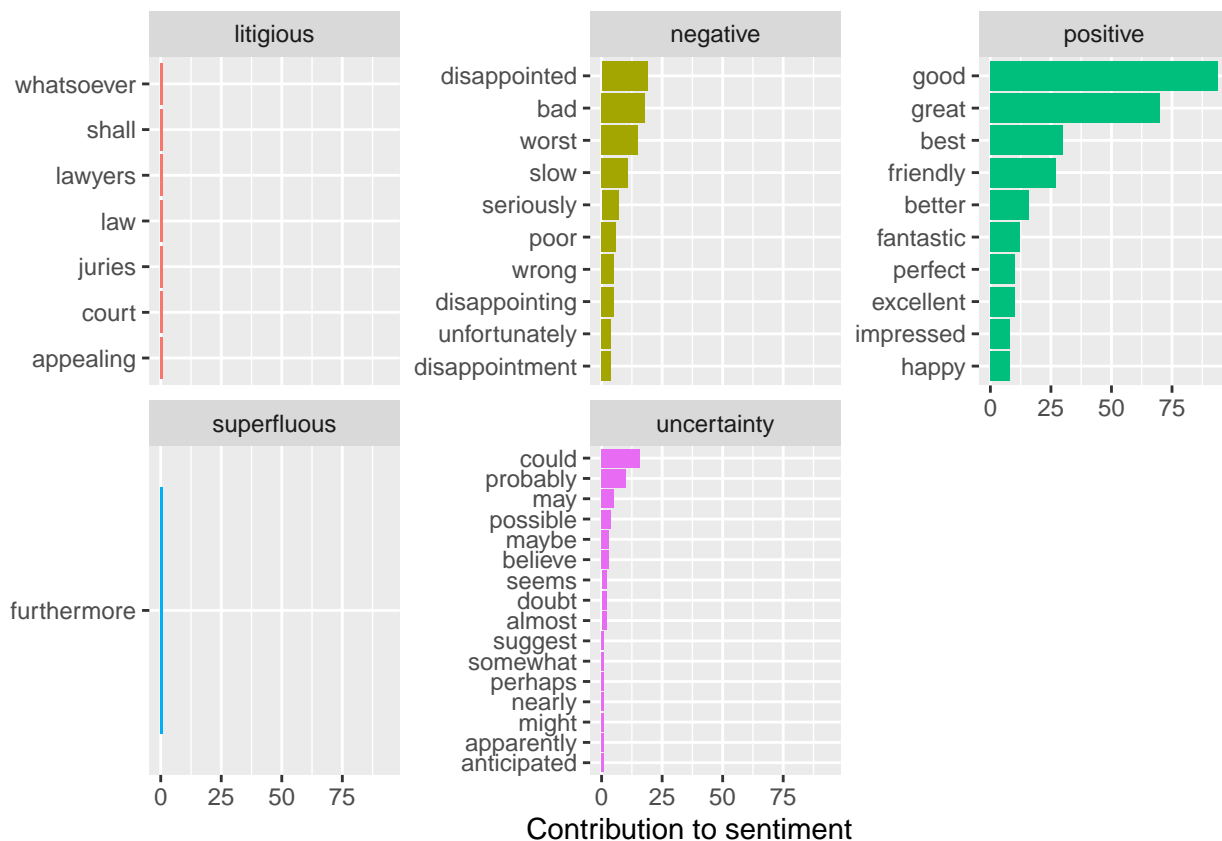 litigious
whatsoever
shall
lawyers
law
juries
court
appealing
negative
disappointed
bad
worst
slow
seriously
poor
wrong
disappointing
unfortunately
disappointment
positive
good
great
best
friendly
better
fantastic
perfect
excellent
impressed
happy
0 25 50 75
superfluous
furthermore
0 25 50 75
uncertainty
could
probably
may
possible
maybe
believe
seems
doubt
almost
suggest
somewhat
perhaps
nearly
might
apparently
anticipated
0 25 50 75
Contribution to sentiment